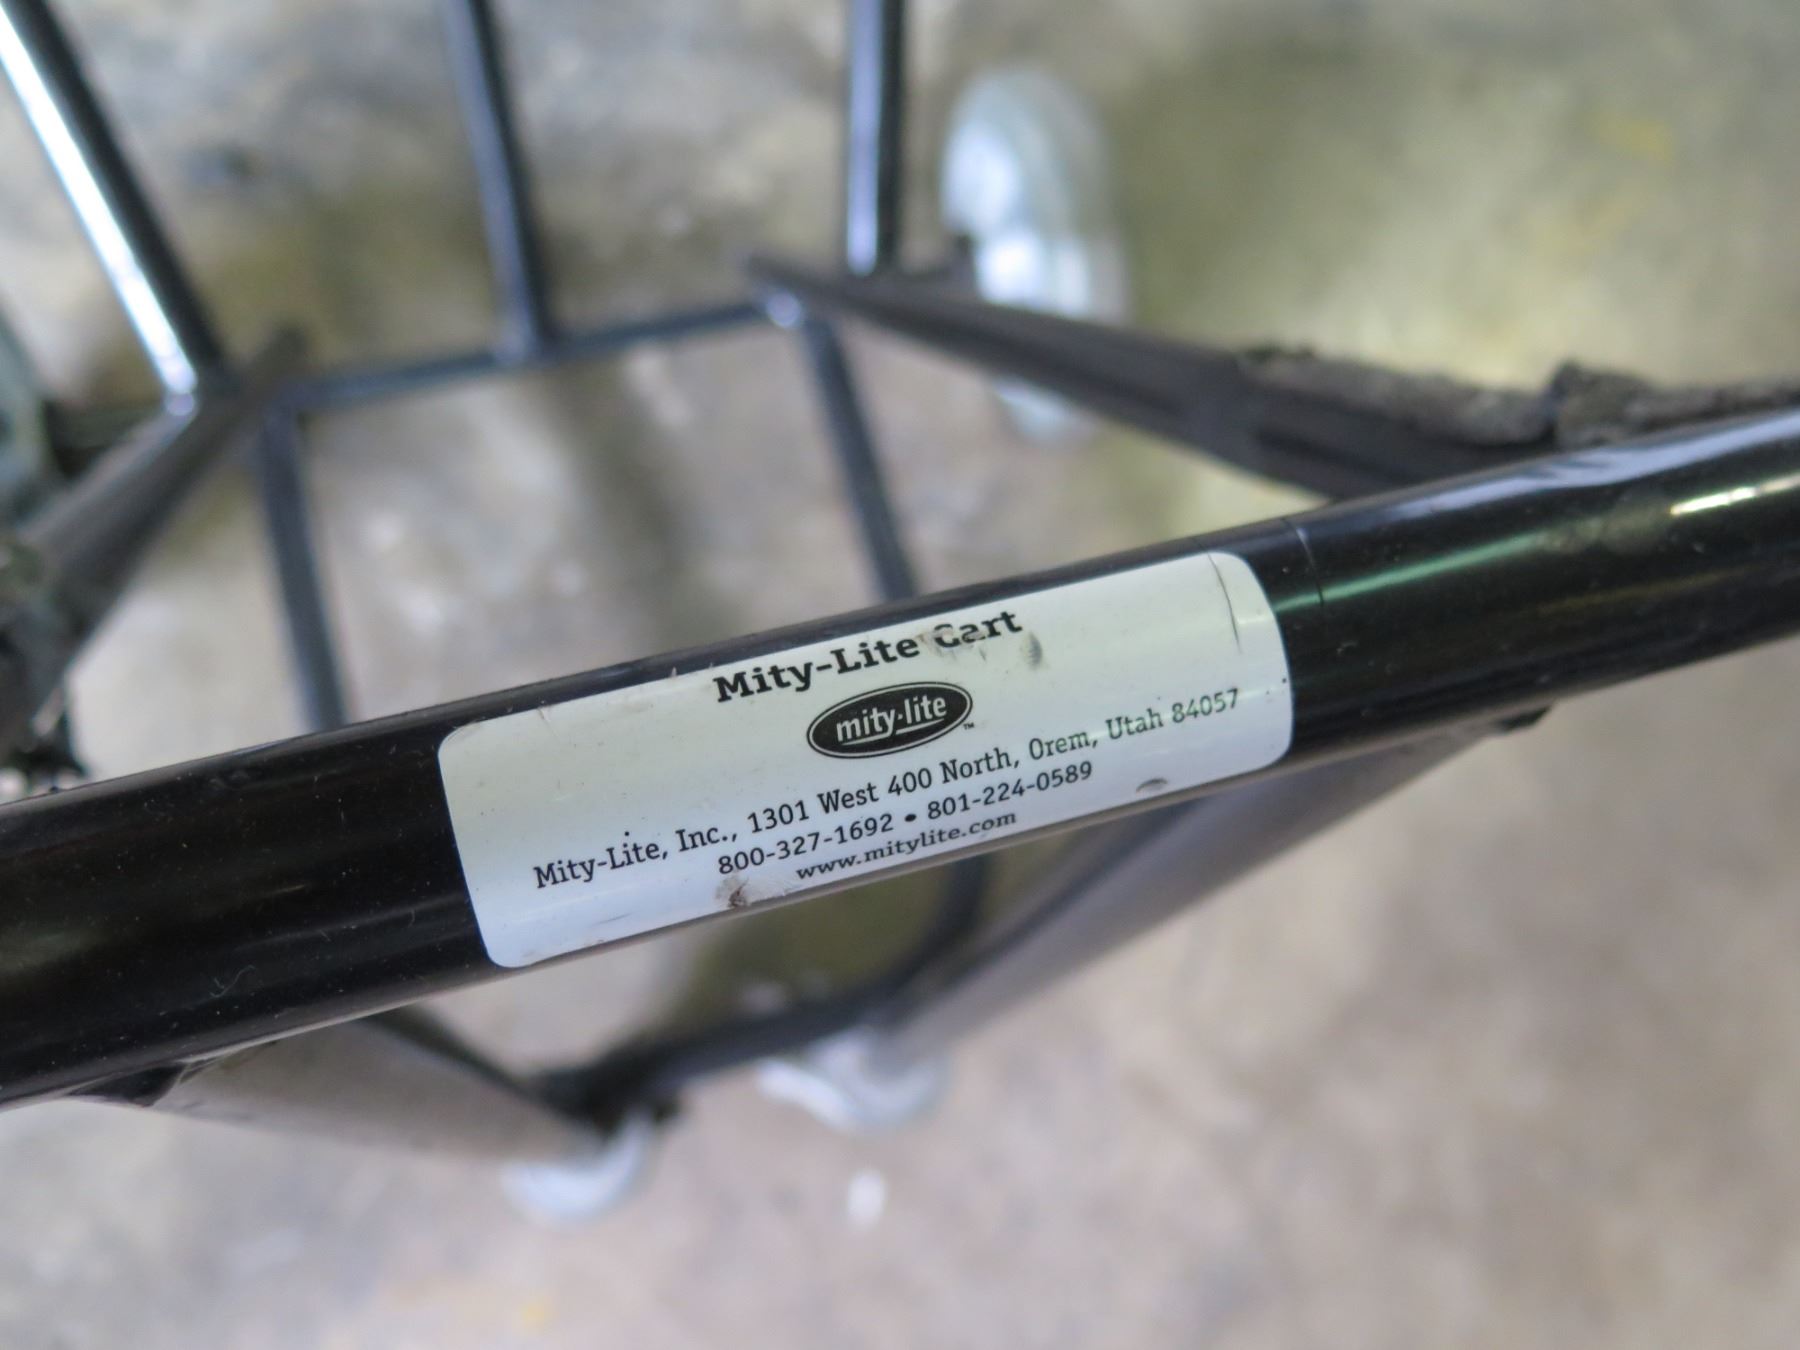 Mity-Lite Cart
mity·lite™
Mity-Lite, Inc., 1301 West 400 North, Orem, Utah 84057
800-327-1692 • 801-224-0589
www.mitylite.com